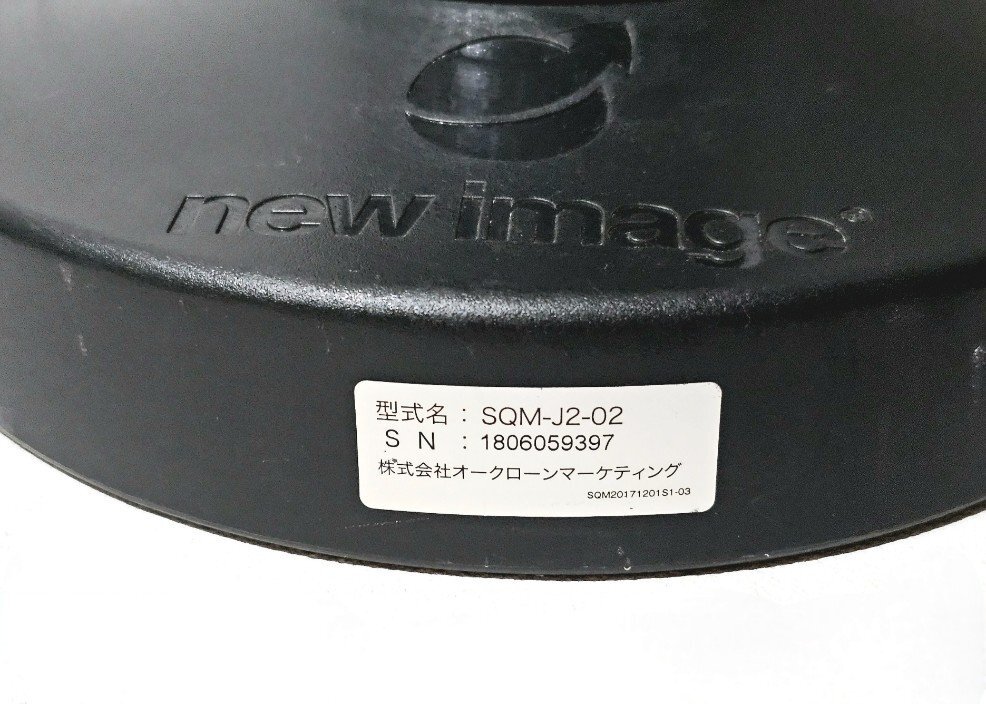 new image®
型式名 : SQM-J2-02
S N : 1806059397
株式会社オークローンマーケティング
SQM20171201S1-03